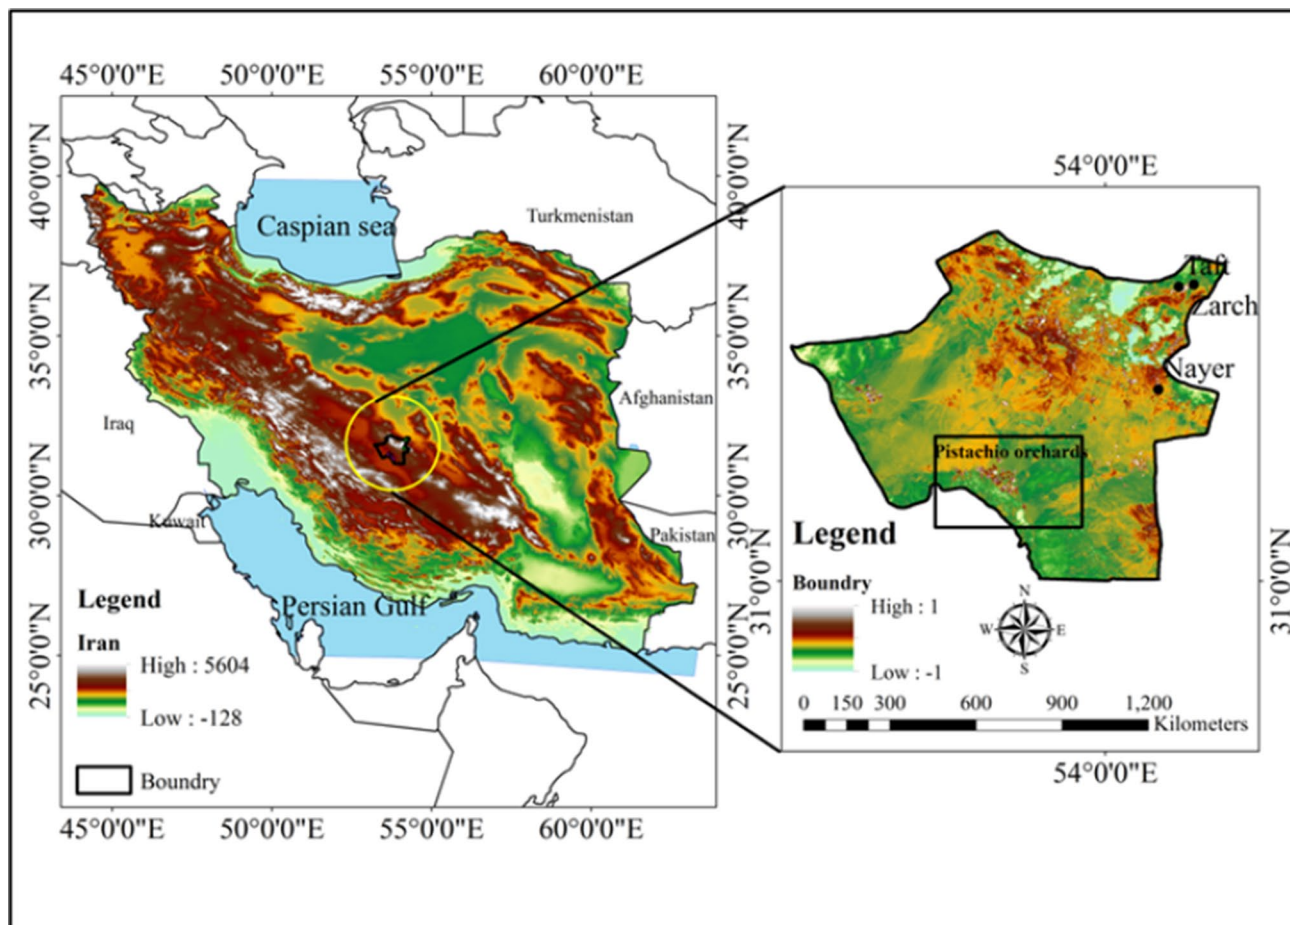 45°0'0"E 50°0'0"E 55°0'0"E 60°0'0"E
40°0'0"N
35°0'0"N
30°0'0"N
25°0'0"N
Caspian sea
Turkmenistan
Afghanistan
Iraq
Kuwait
Pakistan
Persian Gulf
Legend
Iran
High : 5604
Low : -128
Boundry
40°0'0"N
35°0'0"N
30°0'0"N
25°0'0"N
45°0'0"E 50°0'0"E 55°0'0"E 60°0'0"E
54°0'0"E
Taft
Zarch
Nayer
Pistachio orchards
Legend
Boundry
High : 1
Low : -1
N
W E
S
0 150 300 600 900 1,200
Kilometers
31°0'0"N
31°0'0"N
54°0'0"E